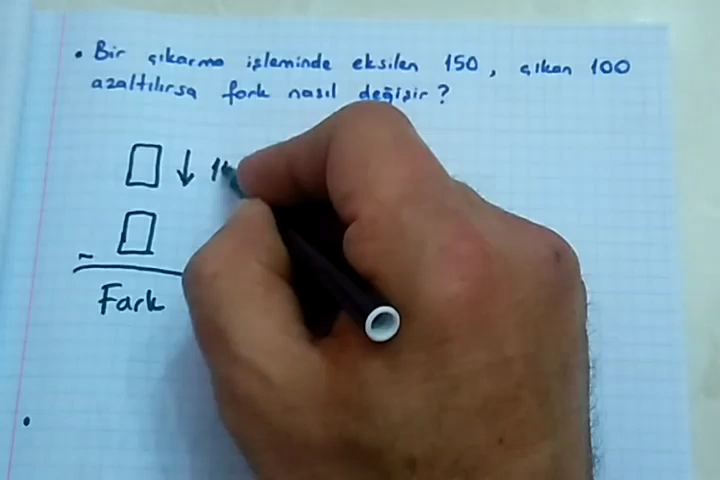 • Bir çıkarma işleminde eksilen 150, çıkan 100
azaltılırsa fark nasıl değişir?
↓
-
Fark